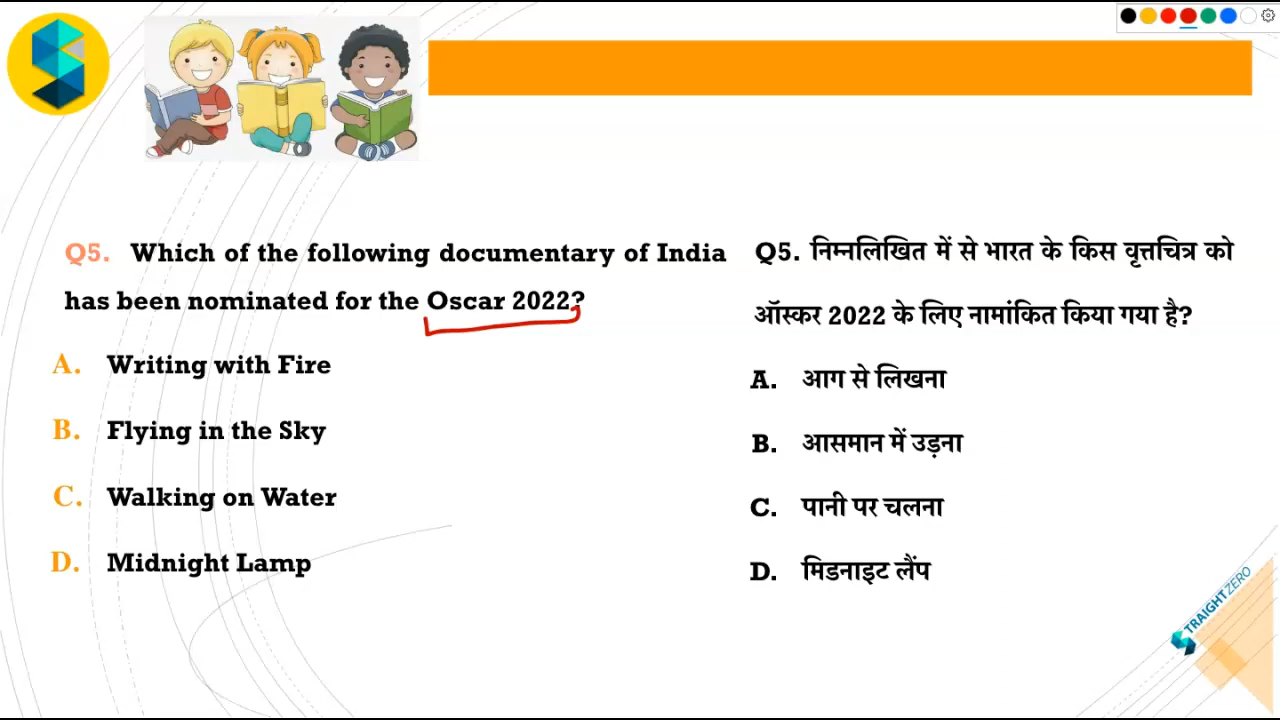 Q5. Which of the following documentary of India
has been nominated for the Oscar 2022?
A. Writing with Fire
B. Flying in the Sky
C. Walking on Water
D. Midnight Lamp
Q5. निम्नलिखित में से भारत के किस वृत्तचित्र को
ऑस्कर 2022 के लिए नामांकित किया गया है?
A. आग से लिखना
B. आसमान में उड़ना
C. पानी पर चलना
D. मिडनाइट लैंप
TRAIGHTZERO